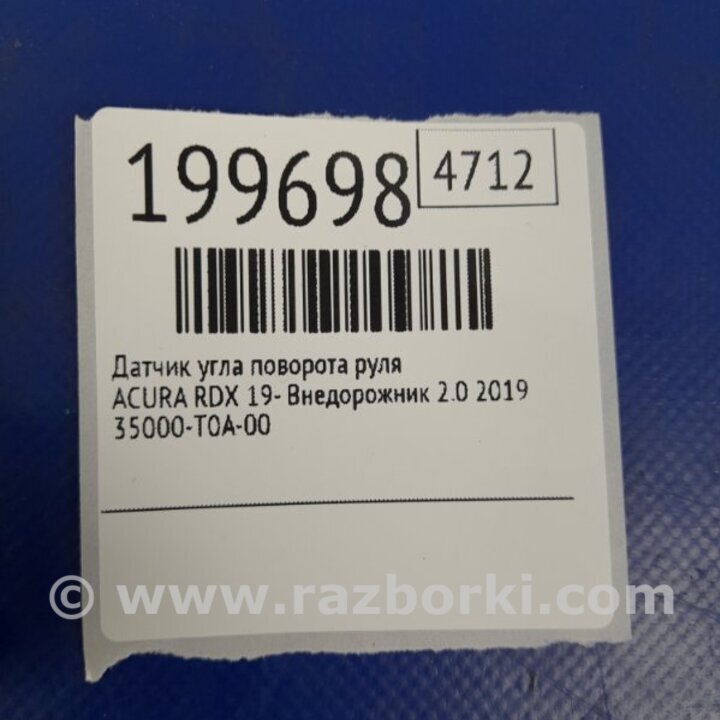 199698
4712
Датчик угла поворота руля
ACURA RDX 19- Внедорожник 2.0 2019
35000-T0A-00
© www.razborki.com